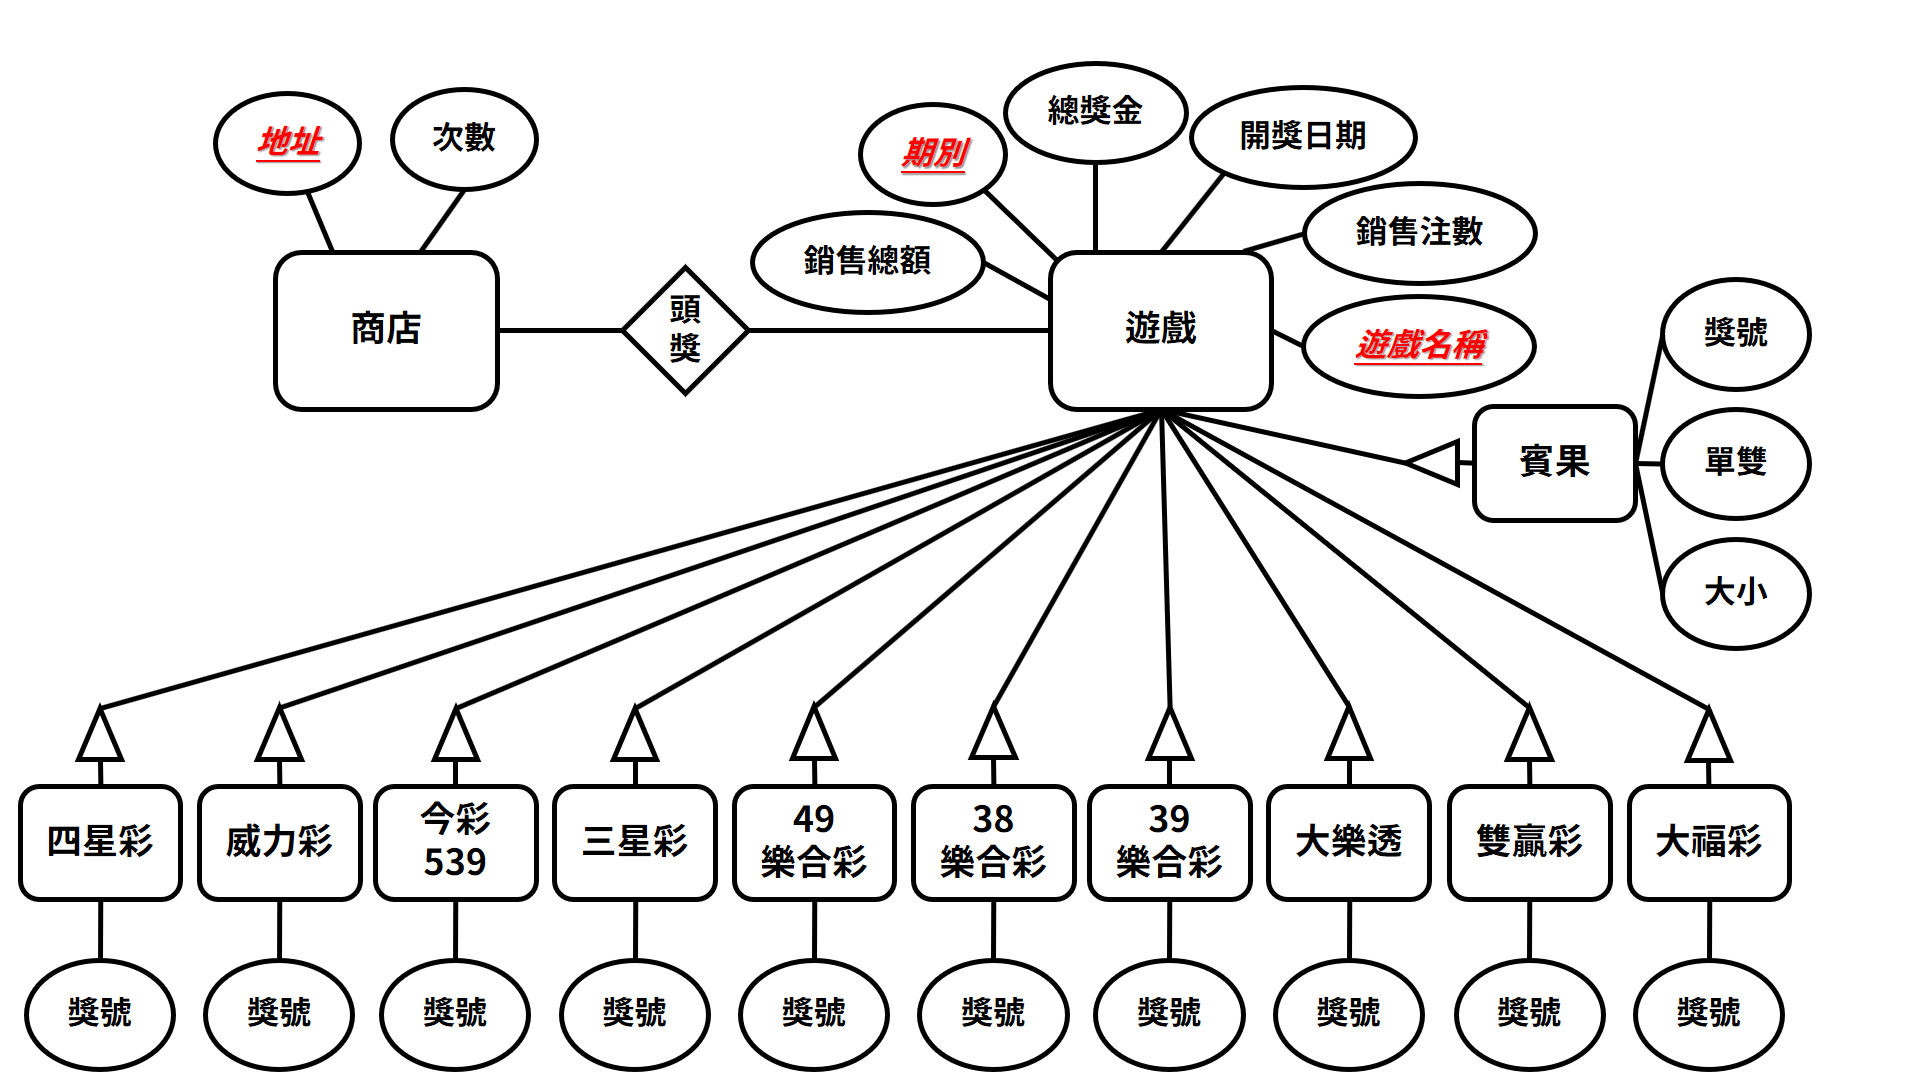 地址
次數
期別
總獎金
開獎日期
銷售總額
銷售注數
商店
頭
獎
遊戲
遊戲名稱
獎號
賓果
單雙
大小
四星彩
威力彩
今彩
539
三星彩
49
樂合彩
38
樂合彩
39
樂合彩
大樂透
雙贏彩
大福彩
獎號
獎號
獎號
獎號
獎號
獎號
獎號
獎號
獎號
獎號